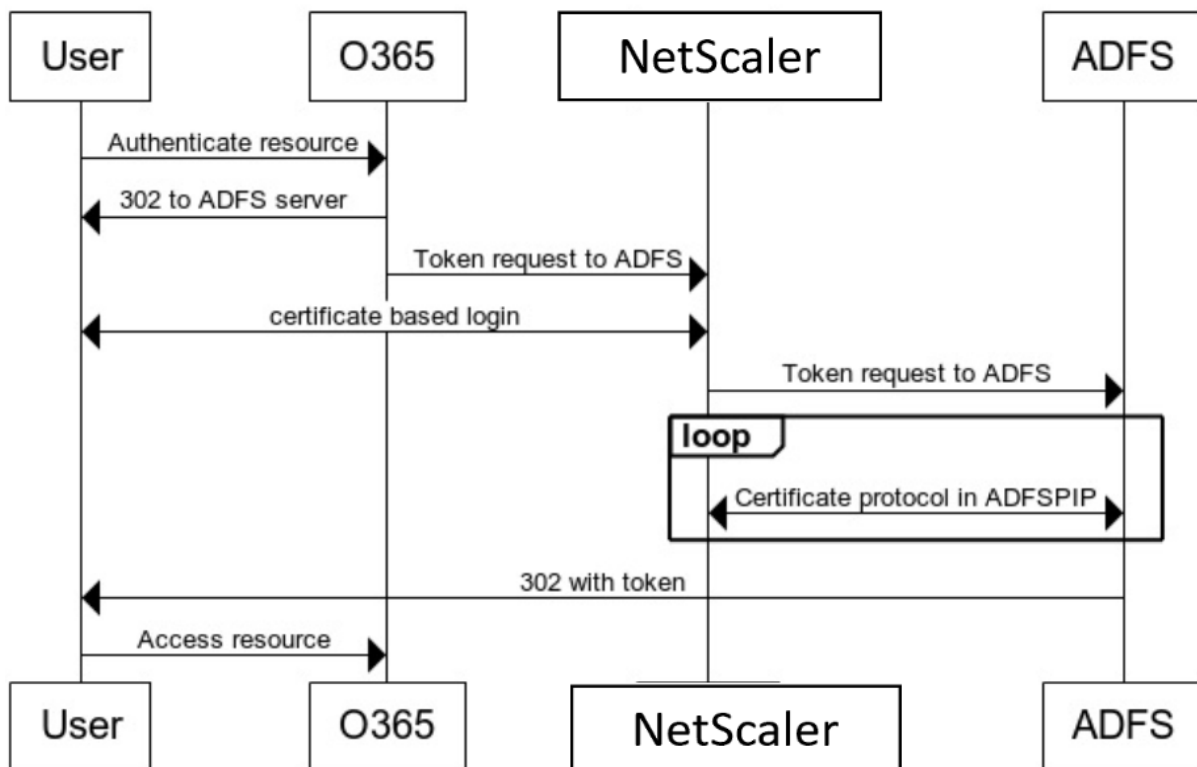 User
O365
NetScaler
ADFS
Authenticate resource
302 to ADFS server
Token request to ADFS
certificate based login
Token request to ADFS
loop
Certificate protocol in ADFSPIP
302 with token
Access resource
User
O365
NetScaler
ADFS